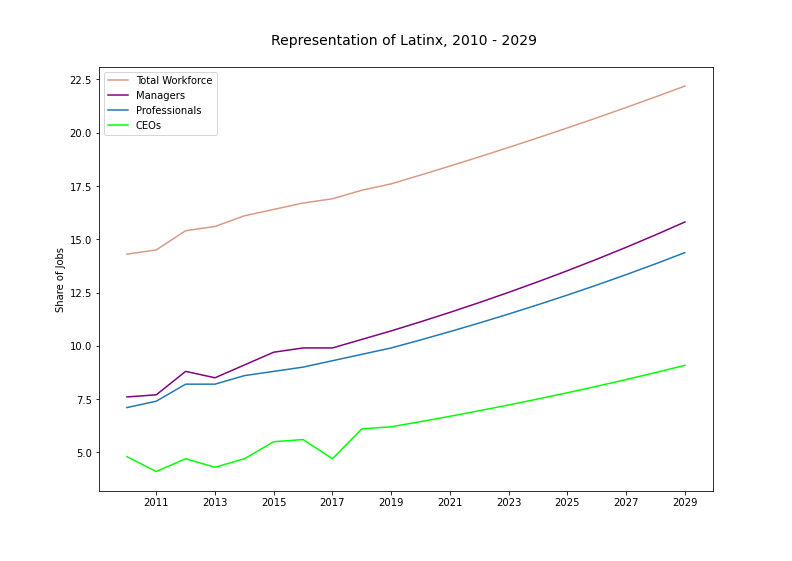 Representation of Latinx, 2010 - 2029
Total Workforce
Managers
Professionals
CEOs
Share of Jobs
22.5
20.0
17.5
15.0
12.5
10.0
7.5
5.0
2011 2013 2015 2017 2019 2021 2023 2025 2027 2029